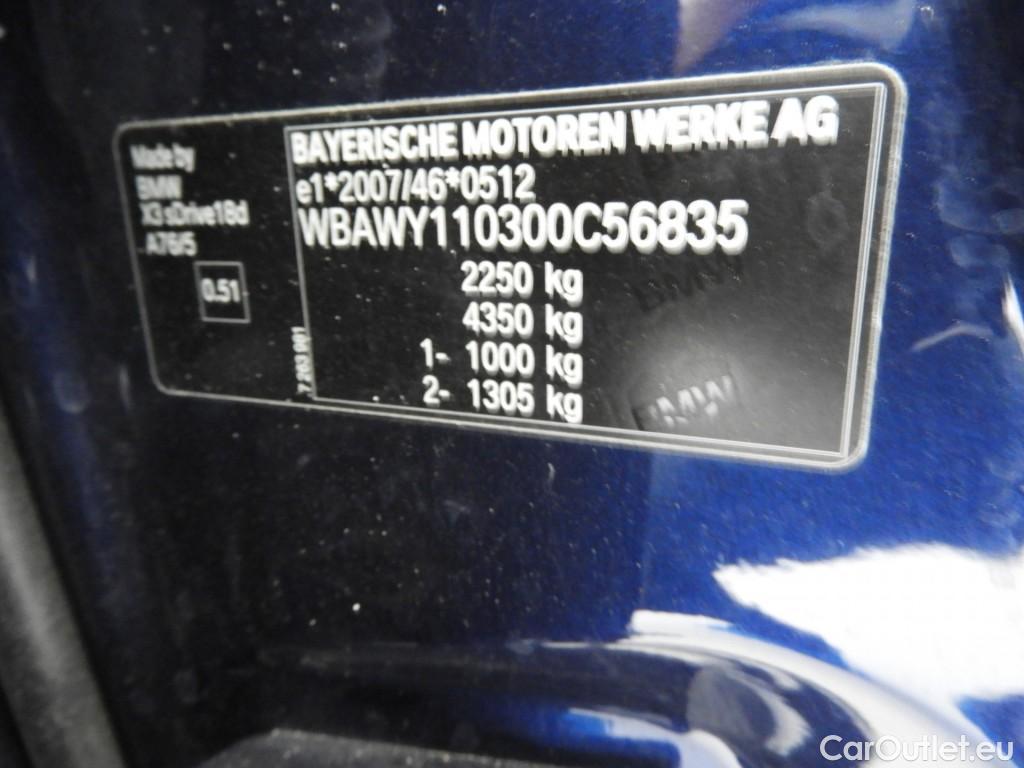 Made by
BMW
X3 sDrive18d
A76/5
0.51
7 263 001
BAYERISCHE MOTOREN WERKE AG
e1*2007/46*0512
WBAWY110300C56835
2250 kg
4350 kg
1- 1000 kg
2- 1305 kg
BMW
BMW
CarOutlet.eu